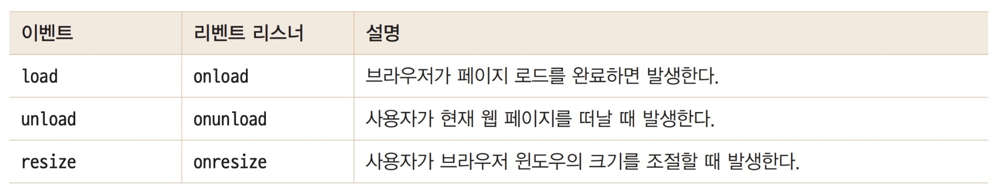 이벤트 리벤트 리스너 설명
load onload 브라우저가 페이지 로드를 완료하면 발생한다.
unload onunload 사용자가 현재 웹 페이지를 떠날 때 발생한다.
resize onresize 사용자가 브라우저 윈도우의 크기를 조절할 때 발생한다.